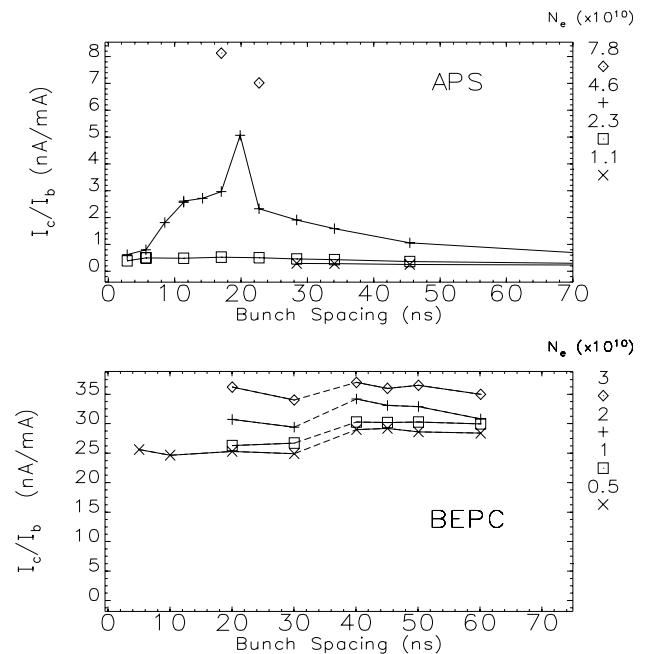 N_e (x10^10)
8
7
6
5
4
3
2
1
0
I_c/I_b (nA/mA)
APS
7.8
4.6
2.3
1.1
0 10 20 30 40 50 60 70
Bunch Spacing (ns)
N_e (x10^10)
35
30
25
20
15
10
5
0
I_c/I_b (nA/mA)
BEPC
3
2
1
0.5
0 10 20 30 40 50 60 70
Bunch Spacing (ns)